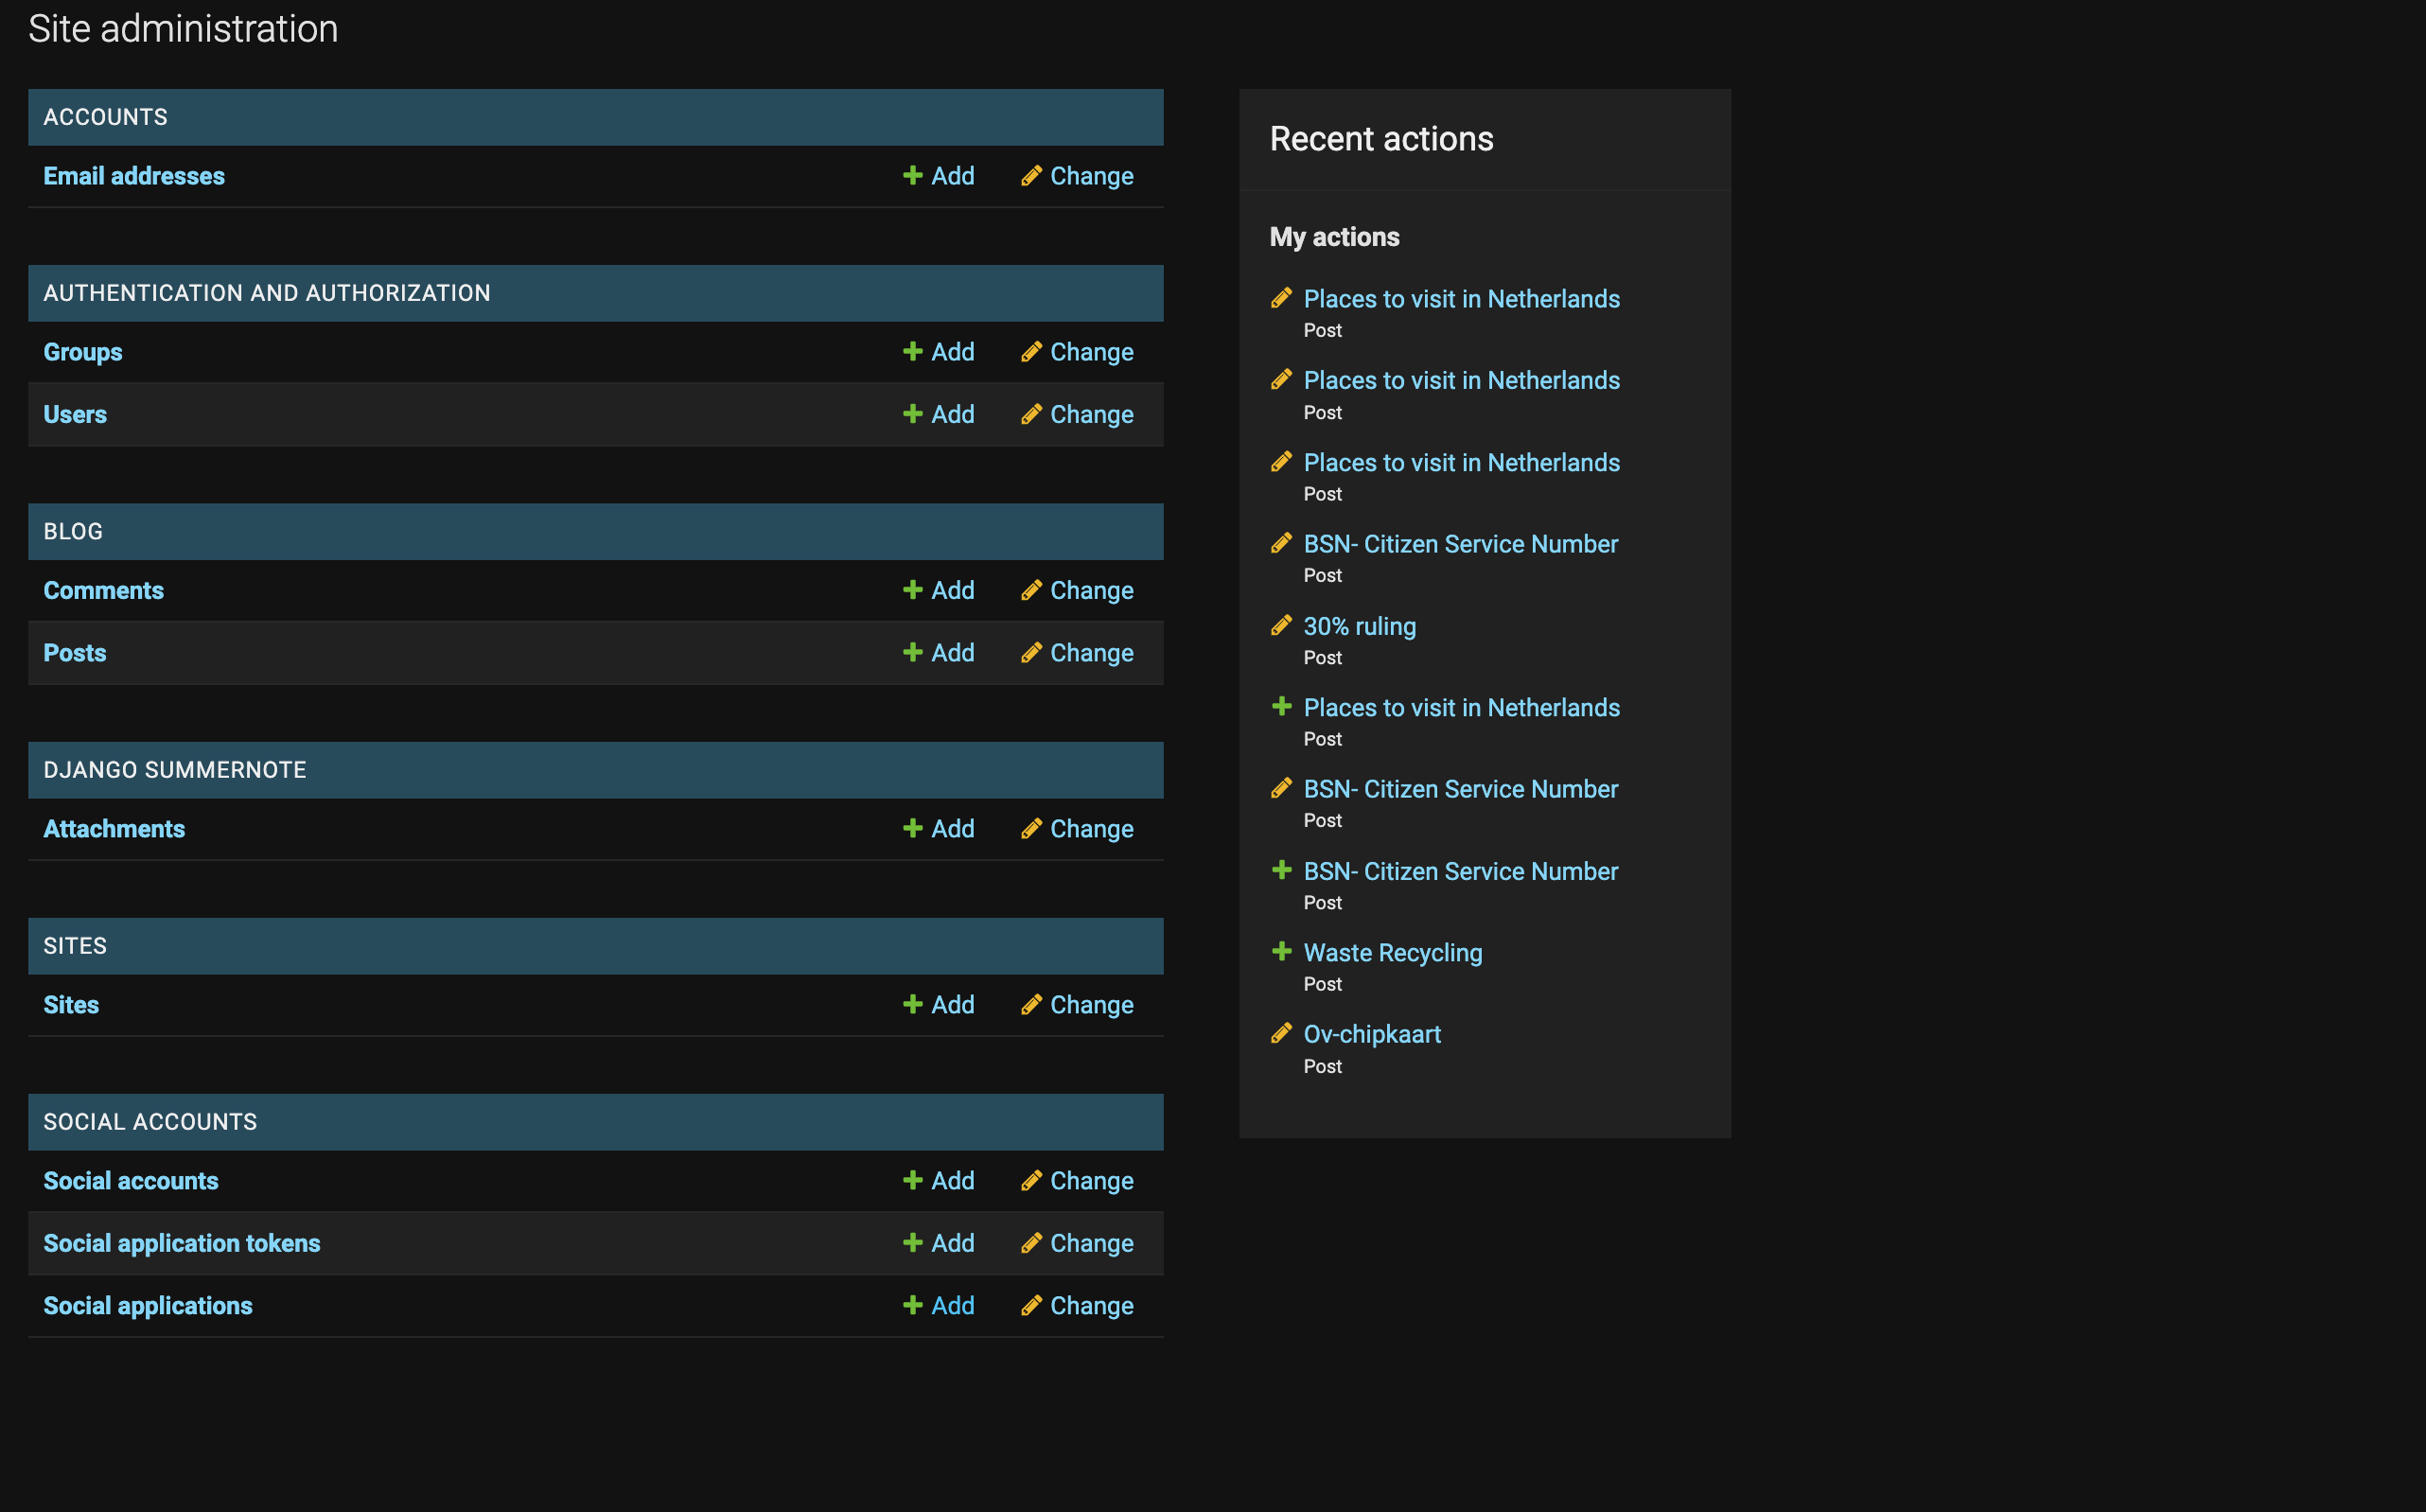 Site administration
ACCOUNTS
Email addresses Add Change
AUTHENTICATION AND AUTHORIZATION
Groups Add Change
Users Add Change
BLOG
Comments Add Change
Posts Add Change
DJANGO SUMMERNOTE
Attachments Add Change
SITES
Sites Add Change
SOCIAL ACCOUNTS
Social accounts Add Change
Social application tokens Add Change
Social applications Add Change
Recent actions
My actions
Places to visit in Netherlands
Post
Places to visit in Netherlands
Post
Places to visit in Netherlands
Post
BSN- Citizen Service Number
Post
30% ruling
Post
Places to visit in Netherlands
Post
BSN- Citizen Service Number
Post
BSN- Citizen Service Number
Post
Waste Recycling
Post
Ov-chipkaart
Post